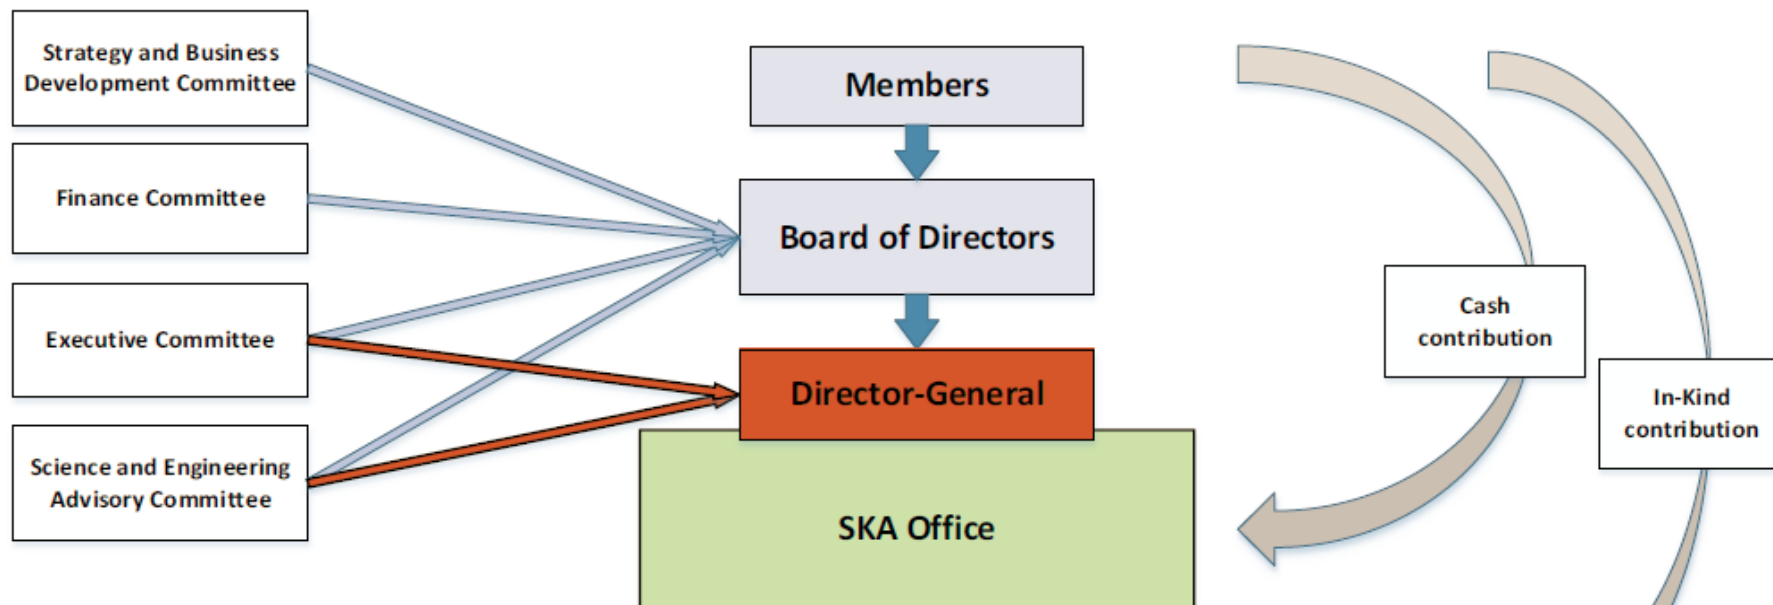 Strategy and Business
Development Committee
Finance Committee
Executive Committee
Science and Engineering
Advisory Committee
Members
Board of Directors
Director-General
SKA Office
Cash
contribution
In-Kind
contribution